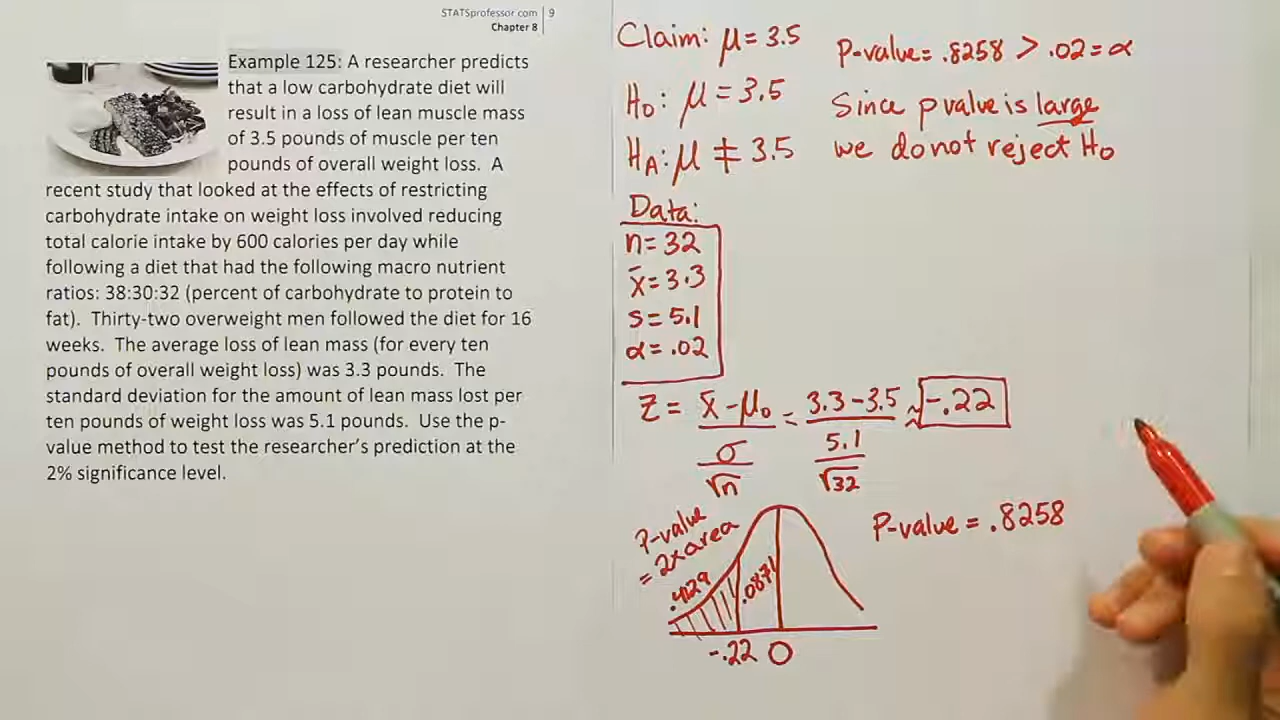 STATSprofessor.com | 9
Chapter 8
Example 125: A researcher predicts
that a low carbohydrate diet will
result in a loss of lean muscle mass
of 3.5 pounds of muscle per ten
pounds of overall weight loss. A
recent study that looked at the effects of restricting
carbohydrate intake on weight loss involved reducing
total calorie intake by 600 calories per day while
following a diet that had the following macro nutrient
ratios: 38:30:32 (percent of carbohydrate to protein to
fat). Thirty-two overweight men followed the diet for 16
weeks. The average loss of lean mass (for every ten
pounds of overall weight loss) was 3.3 pounds. The
standard deviation for the amount of lean mass lost per
ten pounds of weight loss was 5.1 pounds. Use the p-
value method to test the researcher's prediction at the
2% significance level.
Claim: μ = 3.5
H₀: μ = 3.5
H_A: μ ≠ 3.5
P-value = .8258 > .02 = α
Since p value is large
we do not reject H₀
Data:
n = 32
x̄ = 3.3
s = 5.1
α = .02
Z = x̄ - μ₀ = 3.3 - 3.5 ≈ -.22
σ 5.1
√n √32
P-value
= 2 x area
.4129
.0871
-.22 0
P-value = .8258